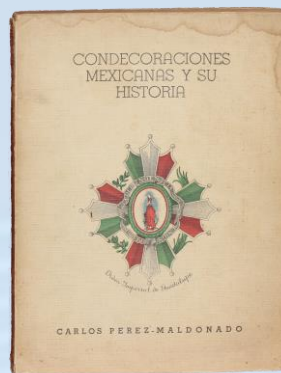 CONDECORACIONES
MEXICANAS Y SU
HISTORIA
Orden Imperial de Guadalupe
CARLOS PEREZ-MALDONADO